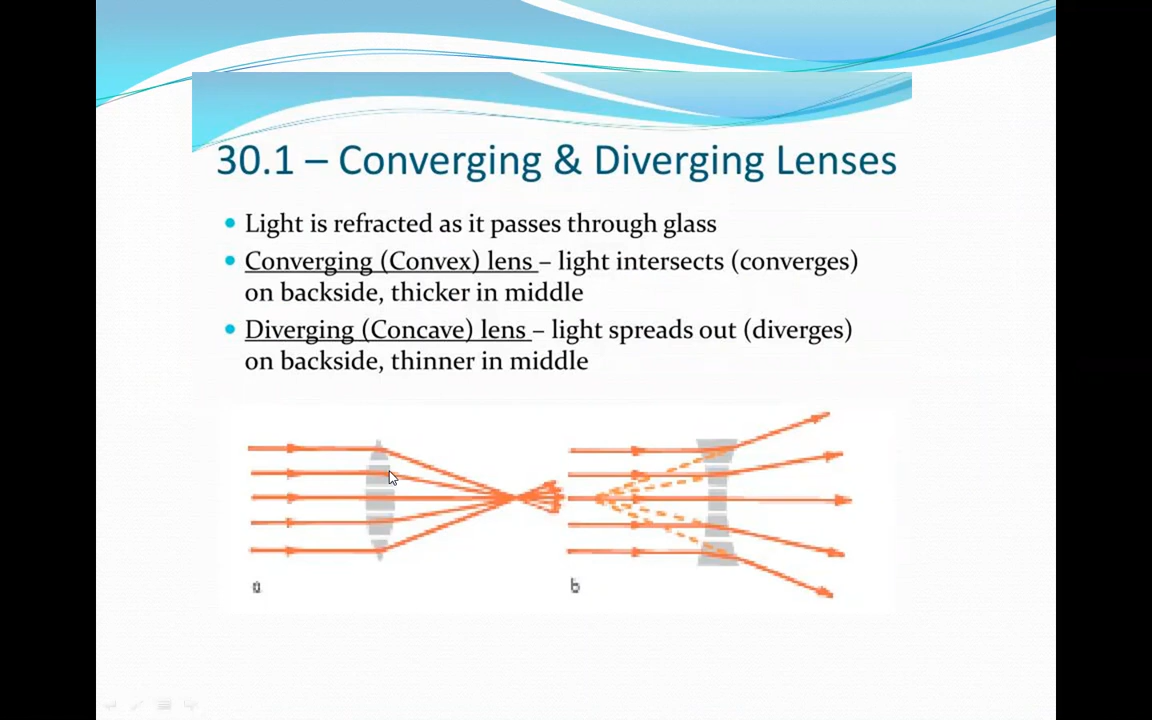 30.1 – Converging & Diverging Lenses
Light is refracted as it passes through glass
Converging (Convex) lens – light intersects (converges)
on backside, thicker in middle
Diverging (Concave) lens – light spreads out (diverges)
on backside, thinner in middle
a
b